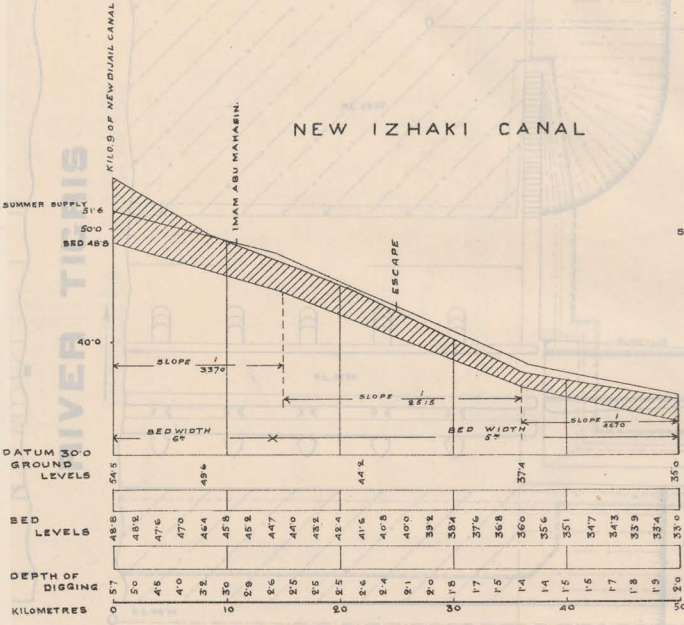 KILO.9 OF NEW DIJAIL CANAL
NEW IZHAKI CANAL
IMAM ABU MAHASIN.
SUMMER SUPPLY 51·6
50·0
BED 48·8
ESCAPE
40·0
SLOPE 1/3370
SLOPE 1/2515
SLOPE 1/4670
BED WIDTH 6m
BED WIDTH 5m
DATUM 30·0
GROUND LEVELS 54·5 49·6 44·2 37·4 35·0
BED LEVELS 48·8 48·2 47·6 47·0 46·4 45·8 45·2 44·7 44·0 43·2 42·4 41·6 40·8 40·0 39·2 38·4 37·6 36·8 36·0 35·6 35·1 34·7 34·3 33·9 33·4 33·0
DEPTH OF DIGGING 5·7 5·0 4·5 4·0 3·2 3·0 2·9 2·6 2·5 2·5 2·5 2·6 2·4 2·1 2·0 1·8 1·7 1·5 1·4 1·4 1·5 1·5 1·7 1·8 1·9 2·0
KILOMETRES 0 10 20 30 40 50
RIVER TIGRIS